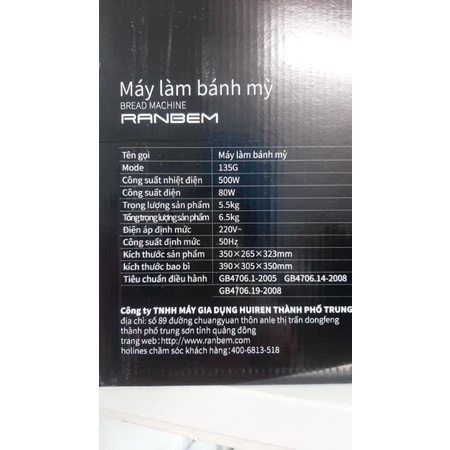 Máy làm bánh mỳ
BREAD MACHINE
RANBEM
Tên gọi Máy làm bánh mỳ
Mode 135G
Công suất nhiệt điện 500W
Công suất điện 80W
Trọng lượng sản phẩm 5.5kg
Tổng trọng lượng sản phẩm 6.5kg
Điện áp định mức 220V~
Công suất định mức 50Hz
Kích thước sản phẩm 350×265×323mm
kích thước bao bì 390×305×350mm
Tiêu chuẩn điều hành GB4706.1-2005 GB4706.14-2008
GB4706.19-2008
Công ty TNHH MÁY GIA DỤNG HUIREN THÀNH PHỐ TRUNG
địa chỉ: số 89 đường chuangyuan thôn anle thị trấn dongfeng
thành phố trung sơn tỉnh quảng đông
trang web:http://www.ranbem.com
holines chăm sóc khách hàng:400-6813-518